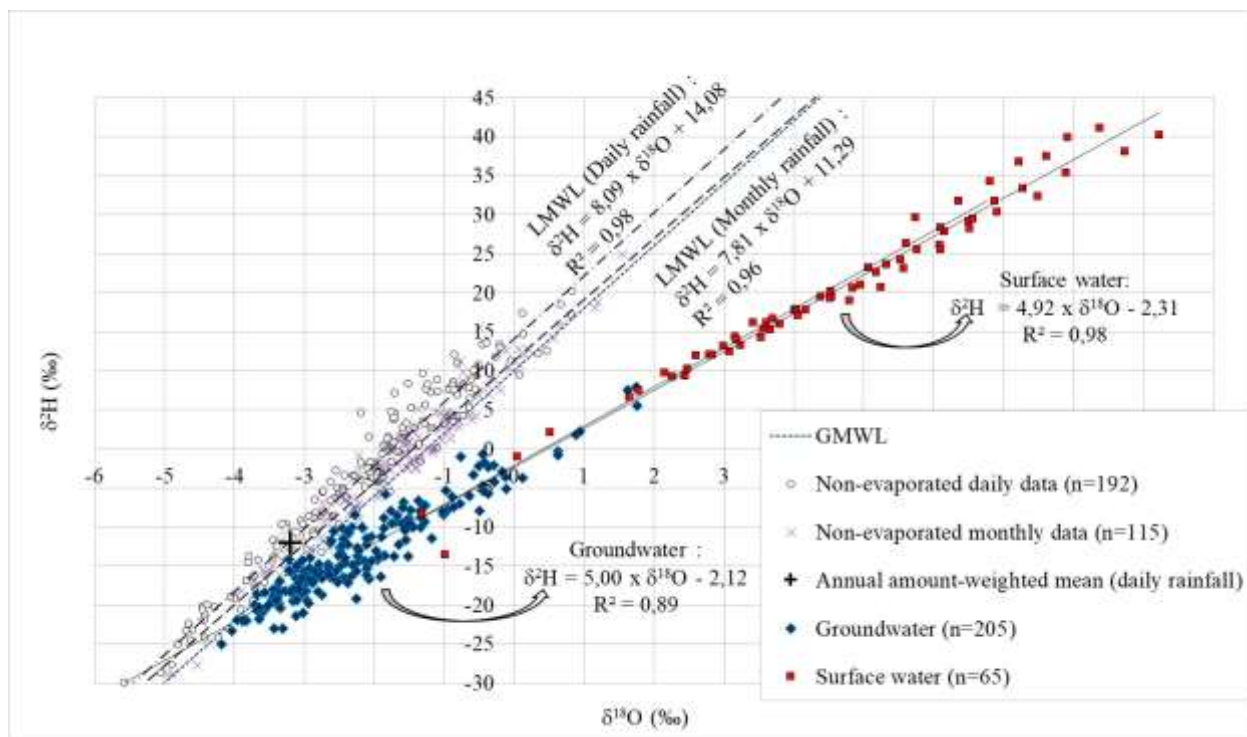 LMWL (Daily rainfall) :
δ²H = 8,09 x δ¹⁸O + 14,08
R² = 0,98
LMWL (Monthly rainfall) :
δ²H = 7,81 x δ¹⁸O + 11,29
R² = 0,96
45
40
35
30
25
20
15
10
5
0
-10
-15
-20
-25
-30
-6
-5
-4
-3
-2
-1
0
1
2
3
δ²H (‰)
Surface water:
δ²H = 4,92 x δ¹⁸O - 2,31
R² = 0,98
Groundwater :
δ²H = 5,00 x δ¹⁸O - 2,12
R² = 0,89
GMWL
Non-evaporated daily data (n=192)
Non-evaporated monthly data (n=115)
Annual amount-weighted mean (daily rainfall)
Groundwater (n=205)
Surface water (n=65)
δ¹⁸O (‰)